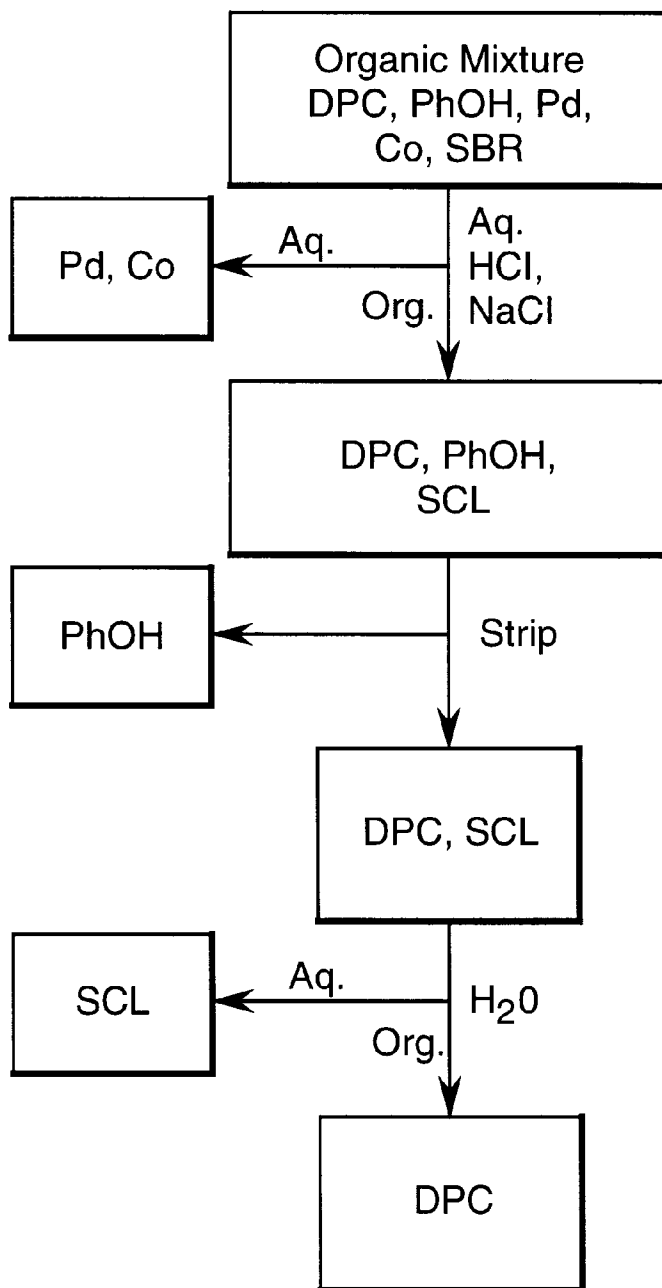 Organic Mixture
DPC, PhOH, Pd,
Co, SBR
Pd, Co
Aq.
Aq.
HCl,
NaCl
Org.
DPC, PhOH,
SCL
PhOH
Strip
DPC, SCL
SCL
Aq.
H₂0
Org.
DPC